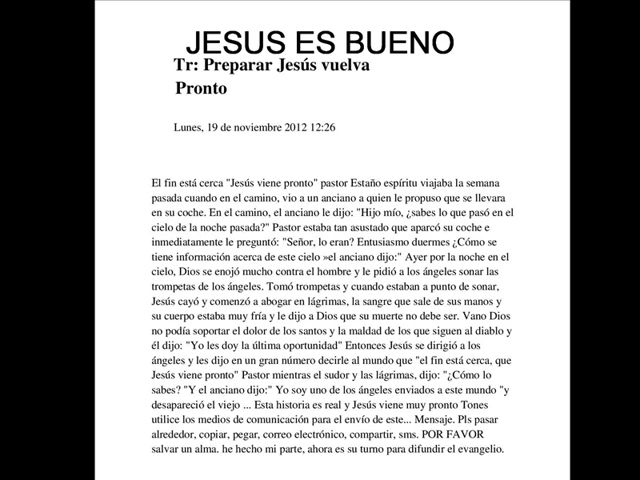 JESUS ES BUENO
Tr: Preparar Jesús vuelva
Pronto
Lunes, 19 de noviembre 2012 12:26
El fin está cerca "Jesús viene pronto" pastor Estaño espíritu viajaba la semana
pasada cuando en el camino, vio a un anciano a quien le propuso que se llevara
en su coche. En el camino, el anciano le dijo: "Hijo mío, ¿sabes lo que pasó en el
cielo de la noche pasada?" Pastor estaba tan asustado que aparcó su coche e
inmediatamente le preguntó: "Señor, lo eran? Entusiasmo duermes ¿Cómo se
tiene información acerca de este cielo »el anciano dijo:" Ayer por la noche en el
cielo, Dios se enojó mucho contra el hombre y le pidió a los ángeles sonar las
trompetas de los ángeles. Tomó trompetas y cuando estaban a punto de sonar,
Jesús cayó y comenzó a abogar en lágrimas, la sangre que sale de sus manos y
su cuerpo estaba muy fría y le dijo a Dios que su muerte no debe ser. Vano Dios
no podía soportar el dolor de los santos y la maldad de los que siguen al diablo y
él dijo: "Yo les doy la última oportunidad" Entonces Jesús se dirigió a los
ángeles y les dijo en un gran número decirle al mundo que "el fin está cerca, que
Jesús viene pronto" Pastor mientras el sudor y las lágrimas, dijo: "¿Cómo lo
sabes? "Y el anciano dijo:" Yo soy uno de los ángeles enviados a este mundo "y
desapareció el viejo ... Esta historia es real y Jesús viene muy pronto Tones
utilice los medios de comunicación para el envío de este... Mensaje. Pls pasar
alrededor, copiar, pegar, correo electrónico, compartir, sms. POR FAVOR
salvar un alma. he hecho mi parte, ahora es su turno para difundir el evangelio.